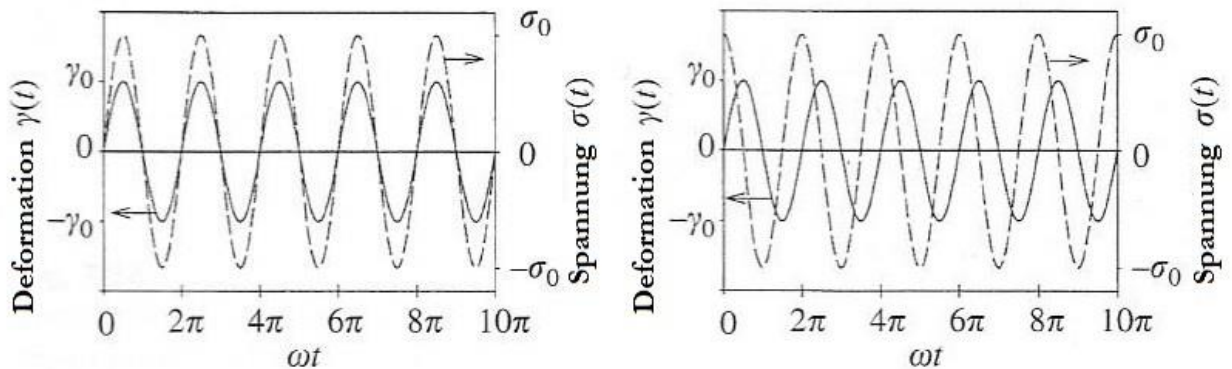 Deformation γ(t)
γ₀
0
−γ₀
σ₀
0
−σ₀
Spannung σ(t)
0 2π 4π 6π 8π 10π
ωt
Deformation γ(t)
γ₀
0
−γ₀
σ₀
0
−σ₀
Spannung σ(t)
0 2π 4π 6π 8π 10π
ωt